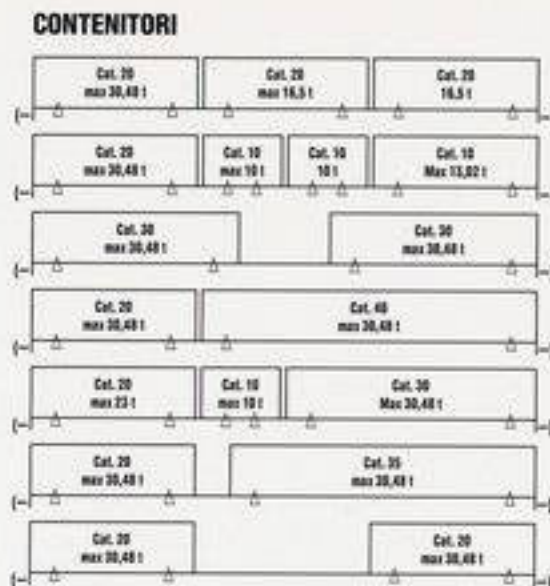 CONTENITORI
Cat. 20
max 30,48 t
Cat. 20
max 16,5 t
Cat. 20
16,5 t
Cat. 20
max 30,48 t
Cat. 10
max 10 t
Cat. 10
10 t
Cat. 10
Max 13,02 t
Cat. 30
max 30,48 t
Cat. 30
max 30,48 t
Cat. 20
max 30,48 t
Cat. 40
max 30,48 t
Cat. 20
max 23 t
Cat. 10
max 10 t
Cat. 30
Max 30,48 t
Cat. 20
max 30,48 t
Cat. 35
max 30,48 t
Cat. 20
max 30,48 t
Cat. 20
max 30,48 t